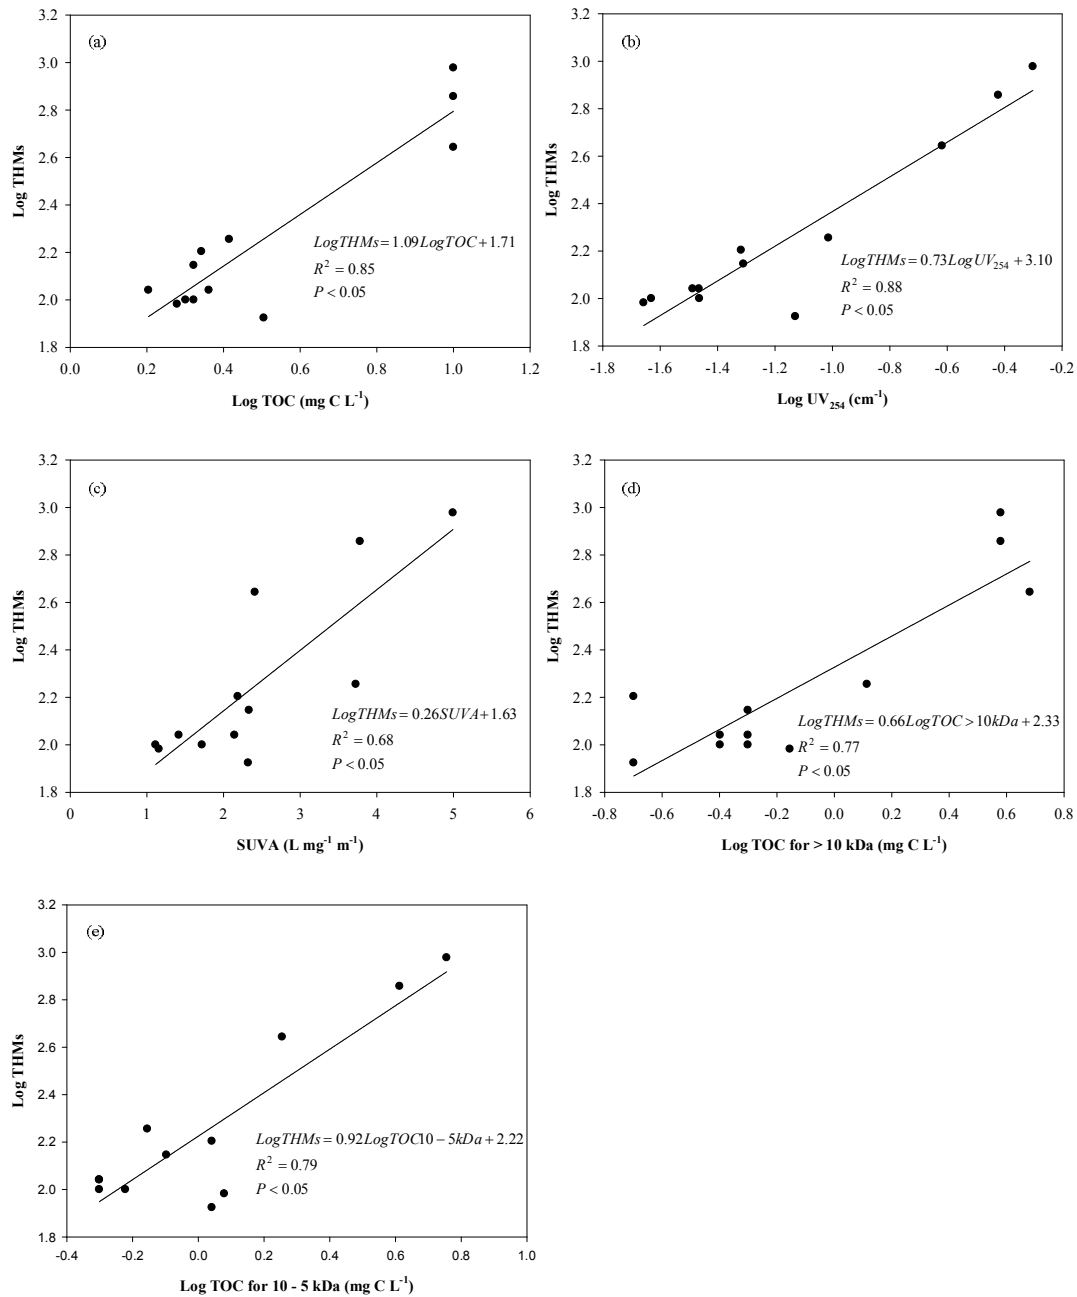 (a)
3.2
3.0
2.8
2.6
2.4
2.2
2.0
1.8
Log THMs
LogTHMs=1.09LogTOC+1.71
R² = 0.85
P < 0.05
0.0 0.2 0.4 0.6 0.8 1.0 1.2
Log TOC (mg C L⁻¹)
(b)
3.2
3.0
2.8
2.6
2.4
2.2
2.0
1.8
Log THMs
LogTHMs=0.73LogUV₂₅₄ +3.10
R² = 0.88
P < 0.05
-1.8 -1.6 -1.4 -1.2 -1.0 -0.8 -0.6 -0.4 -0.2
Log UV₂₅₄ (cm⁻¹)
(c)
3.2
3.0
2.8
2.6
2.4
2.2
2.0
1.8
Log THMs
LogTHMs=0.26SUVA+1.63
R² = 0.68
P < 0.05
0 1 2 3 4 5 6
SUVA (L mg⁻¹ m⁻¹)
(d)
3.2
3.0
2.8
2.6
2.4
2.2
2.0
1.8
Log THMs
LogTHMs=0.66LogTOC>10kDa+2.33
R² = 0.77
P < 0.05
-0.8 -0.6 -0.4 -0.2 0.0 0.2 0.4 0.6 0.8
Log TOC for > 10 kDa (mg C L⁻¹)
(e)
3.2
3.0
2.8
2.6
2.4
2.2
2.0
1.8
Log THMs
LogTHMs=0.92LogTOC10−5kDa+2.22
R² = 0.79
P < 0.05
-0.4 -0.2 0.0 0.2 0.4 0.6 0.8 1.0
Log TOC for 10 - 5 kDa (mg C L⁻¹)